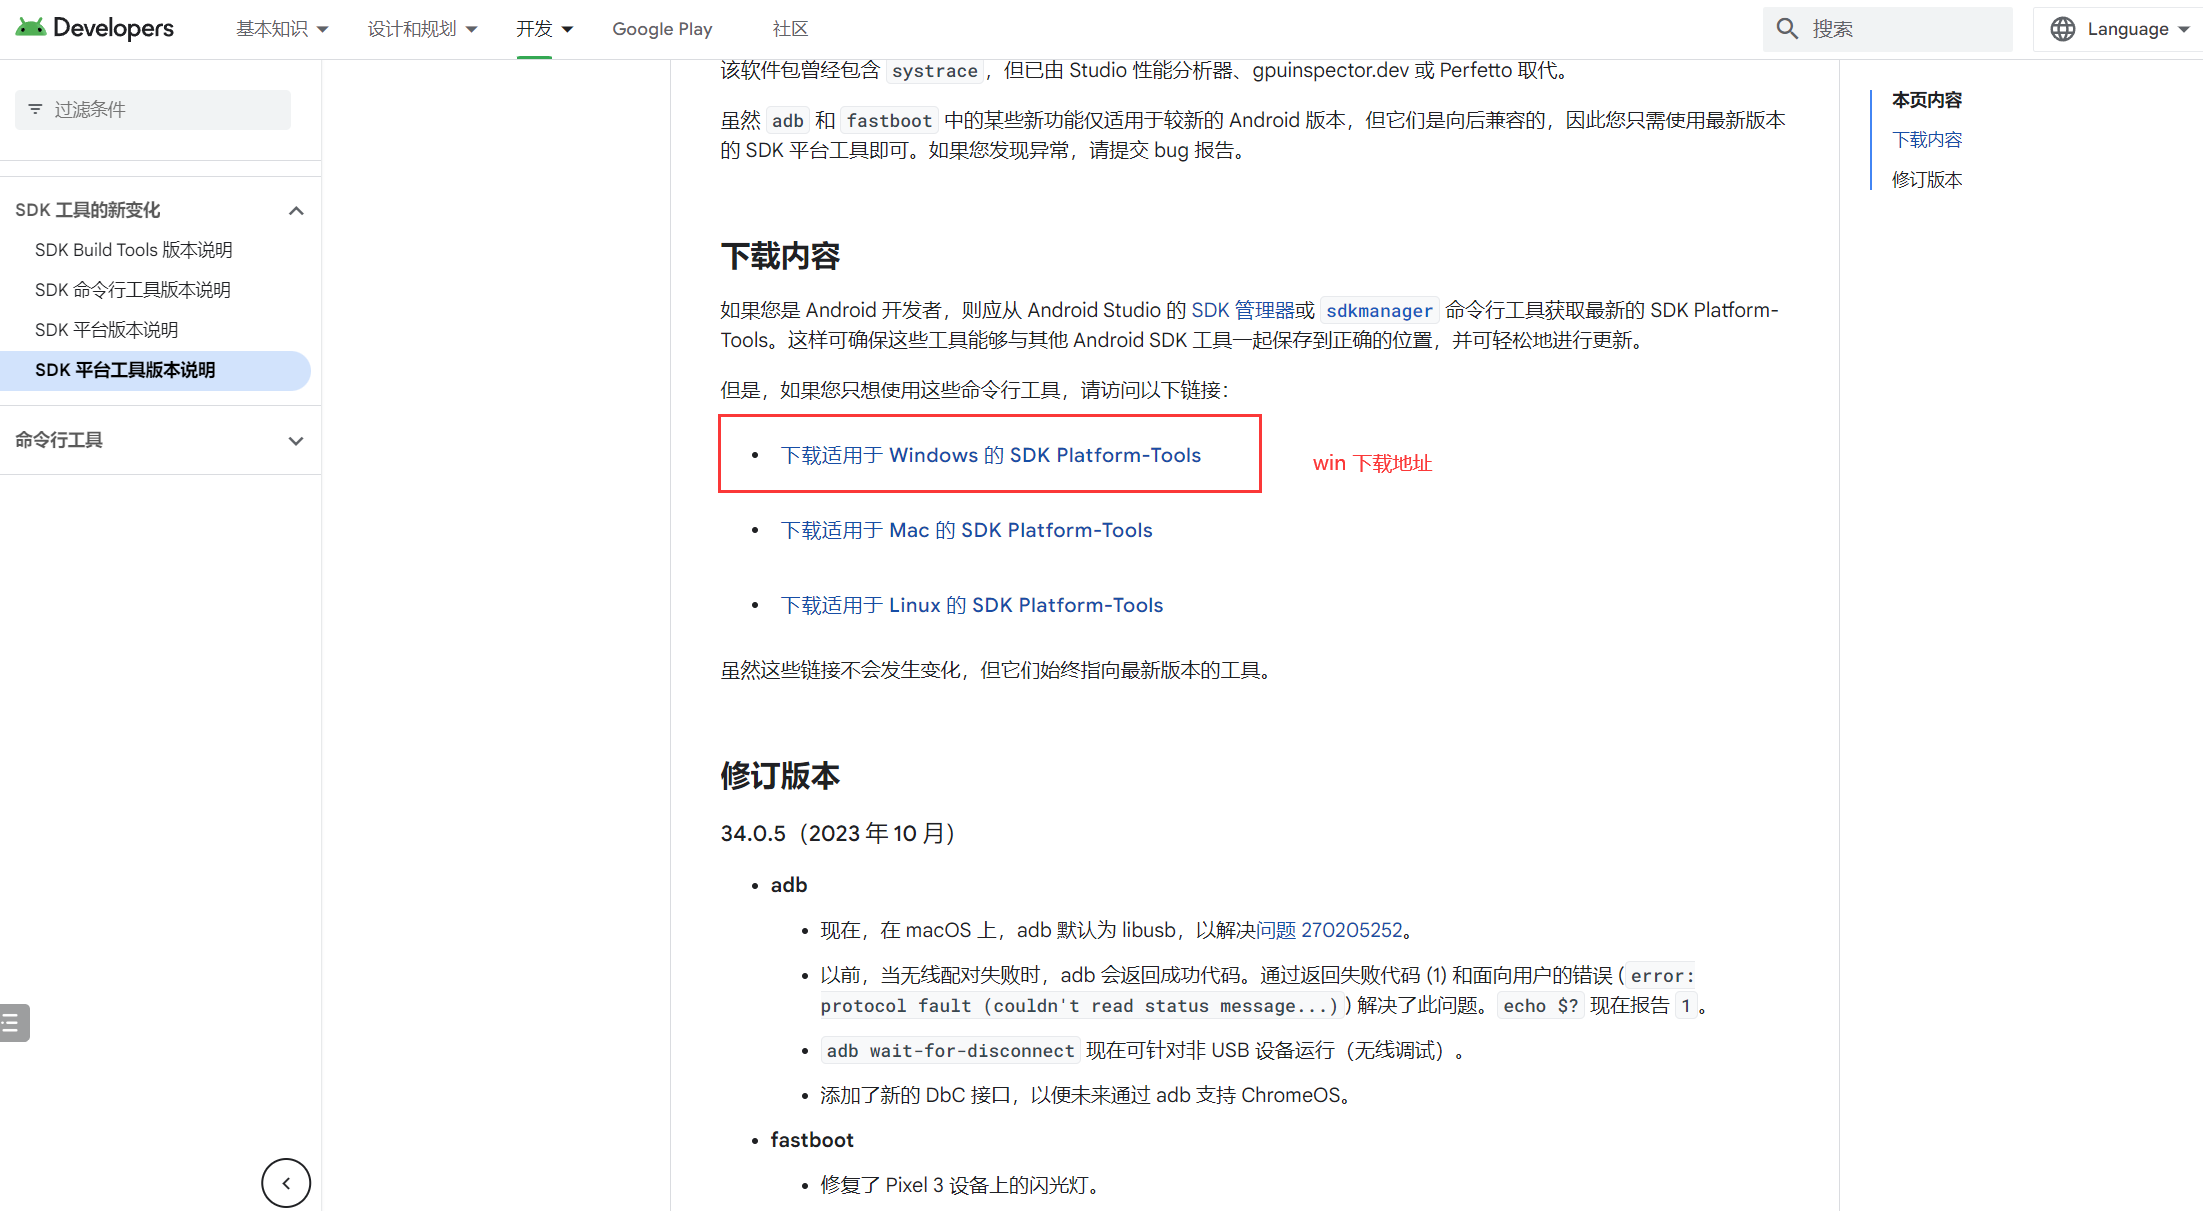 Developers
基本知识
设计和规划
开发
Google Play
社区
搜索
Language
过滤条件
SDK 工具的新变化
SDK Build Tools 版本说明
SDK 命令行工具版本说明
SDK 平台版本说明
SDK 平台工具版本说明
命令行工具
该软件包曾经包含 systrace，但已由 Studio 性能分析器、gpuinspector.dev 或 Perfetto 取代。
虽然 adb 和 fastboot 中的某些新功能仅适用于较新的 Android 版本，但它们是向后兼容的，因此您只需使用最新版本
的 SDK 平台工具即可。如果您发现异常，请提交 bug 报告。
下载内容
如果您是 Android 开发者，则应从 Android Studio 的 SDK 管理器或 sdkmanager 命令行工具获取最新的 SDK Platform-
Tools。这样可确保这些工具能够与其他 Android SDK 工具一起保存到正确的位置，并可轻松地进行更新。
但是，如果您只想使用这些命令行工具，请访问以下链接：
• 下载适用于 Windows 的 SDK Platform-Tools
win 下载地址
• 下载适用于 Mac 的 SDK Platform-Tools
• 下载适用于 Linux 的 SDK Platform-Tools
虽然这些链接不会发生变化，但它们始终指向最新版本的工具。
修订版本
34.0.5（2023 年 10 月）
• adb
• 现在，在 macOS 上，adb 默认为 libusb，以解决问题 270205252。
• 以前，当无线配对失败时，adb 会返回成功代码。通过返回失败代码 (1) 和面向用户的错误 (error:
protocol fault (couldn't read status message...)) 解决了此问题。echo $? 现在报告 1。
• adb wait-for-disconnect 现在可针对非 USB 设备运行（无线调试）。
• 添加了新的 DbC 接口，以便未来通过 adb 支持 ChromeOS。
• fastboot
• 修复了 Pixel 3 设备上的闪光灯。
本页内容
下载内容
修订版本